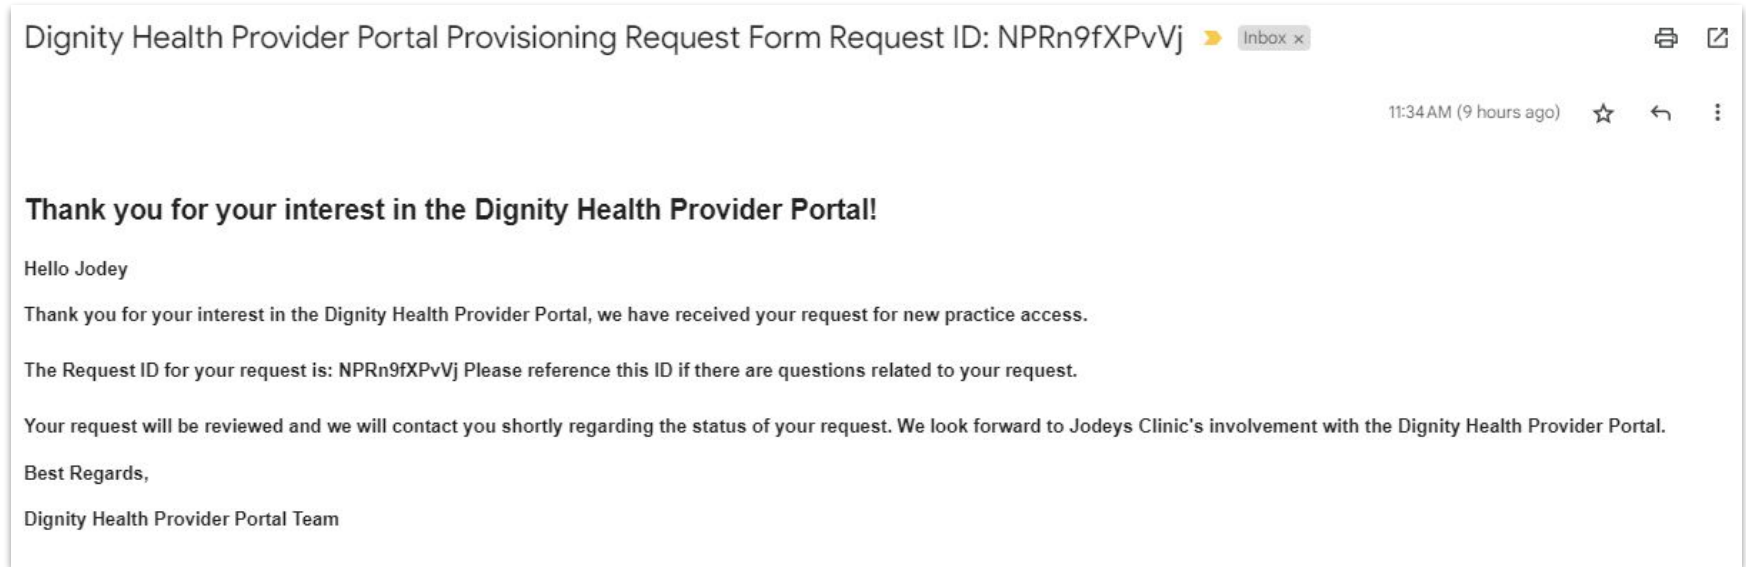 Dignity Health Provider Portal Provisioning Request Form Request ID: NPRn9fXPvVj Inbox ×
11:34 AM (9 hours ago)
Thank you for your interest in the Dignity Health Provider Portal!
Hello Jodey
Thank you for your interest in the Dignity Health Provider Portal, we have received your request for new practice access.
The Request ID for your request is: NPRn9fXPvVj Please reference this ID if there are questions related to your request.
Your request will be reviewed and we will contact you shortly regarding the status of your request. We look forward to Jodeys Clinic's involvement with the Dignity Health Provider Portal.
Best Regards,
Dignity Health Provider Portal Team